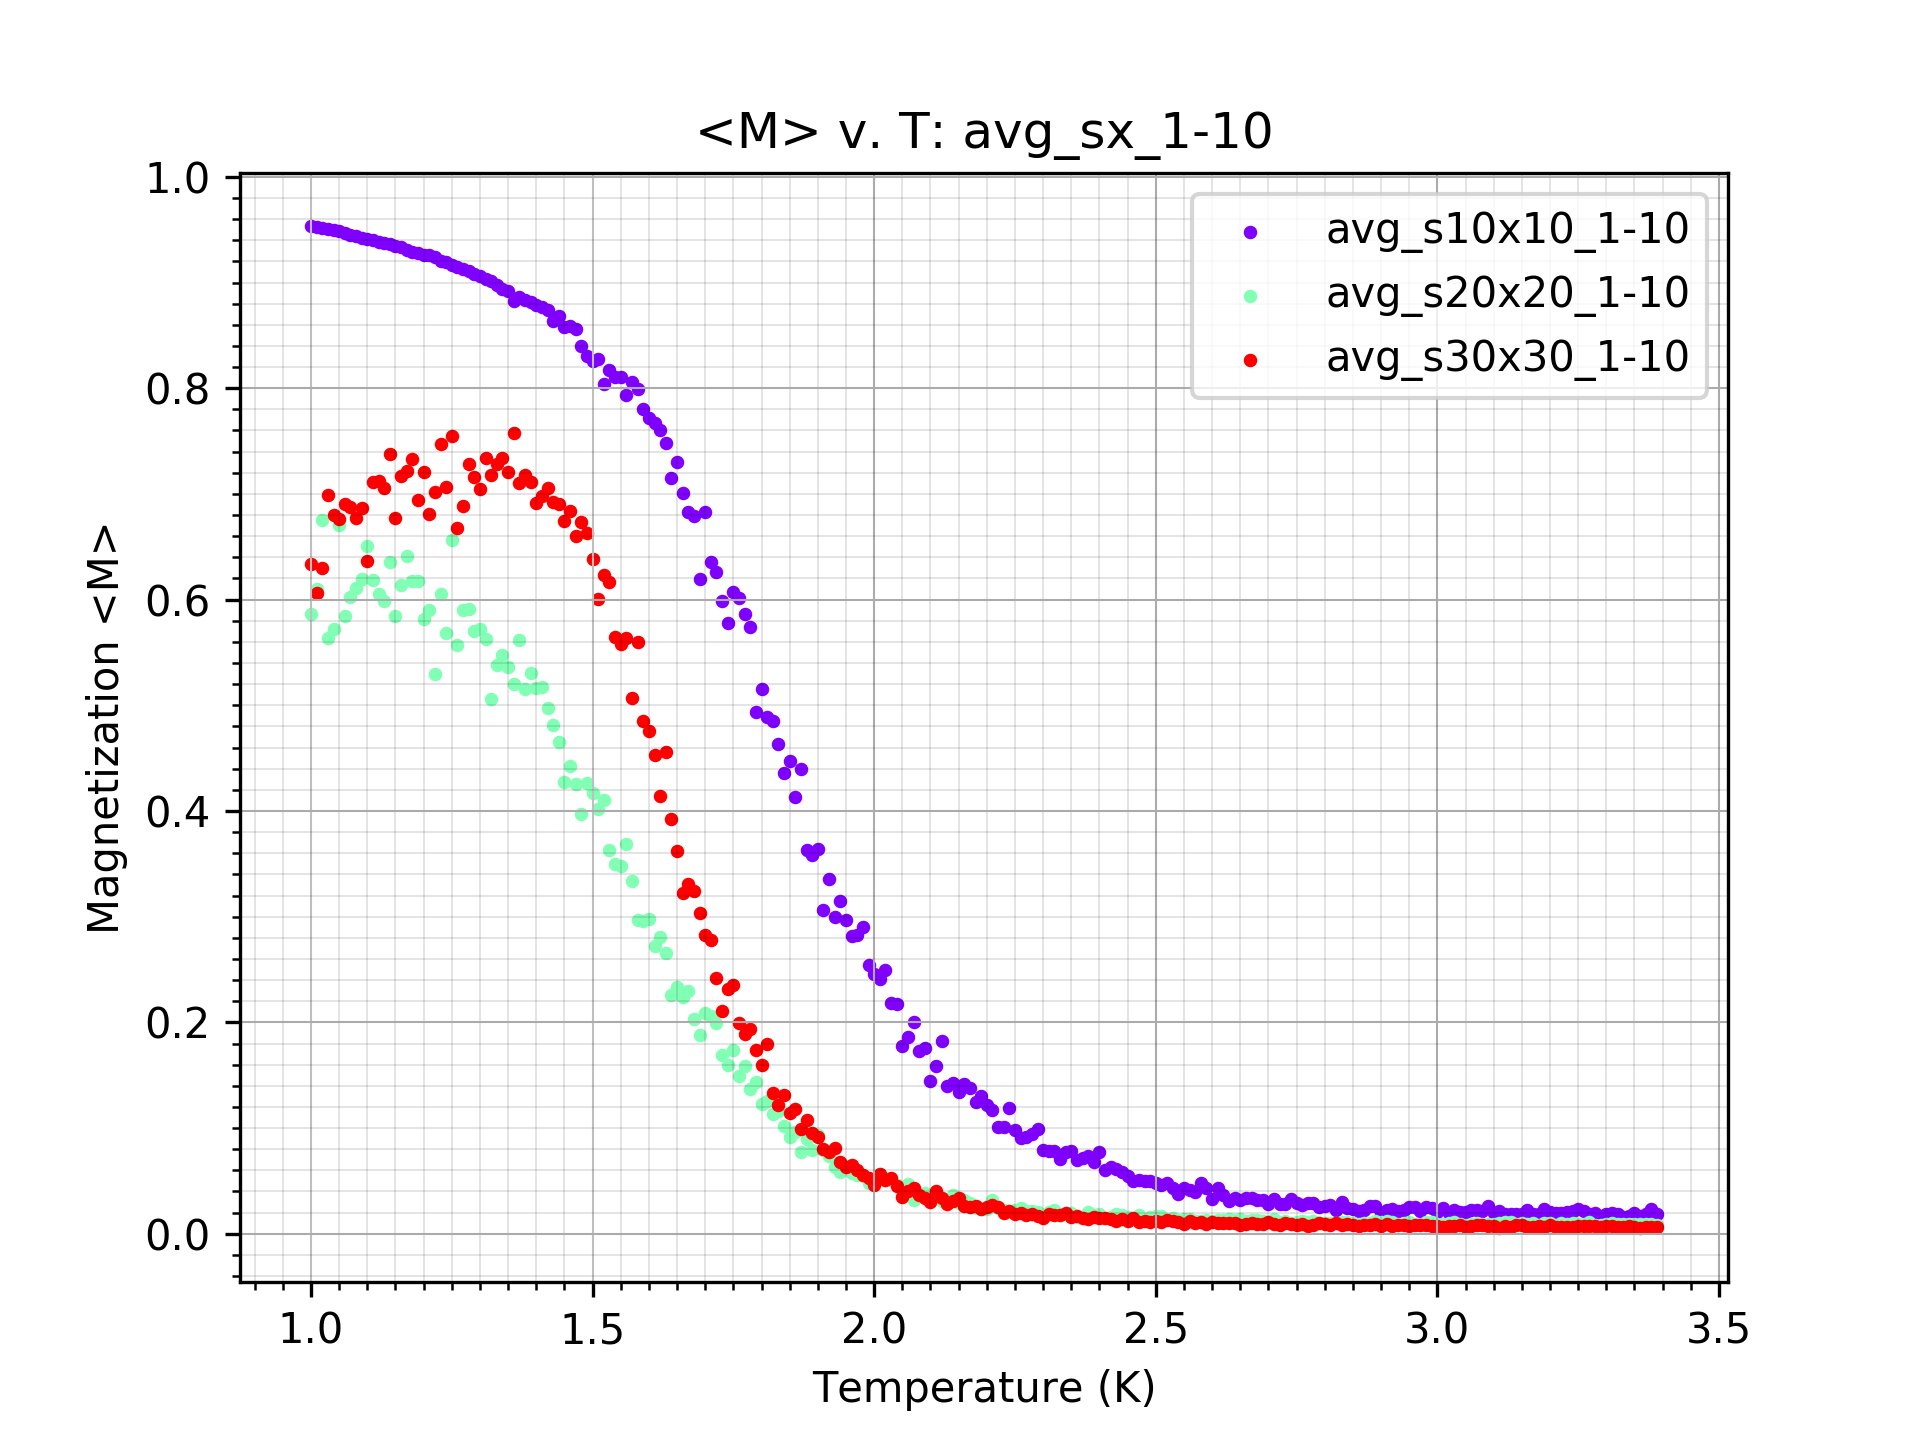 <M> v. T: avg_sx_1-10
avg_s10x10_1-10
avg_s20x20_1-10
avg_s30x30_1-10
1.0
0.8
0.6
0.4
0.2
0.0
Magnetization <M>
1.0 1.5 2.0 2.5 3.0 3.5
Temperature (K)